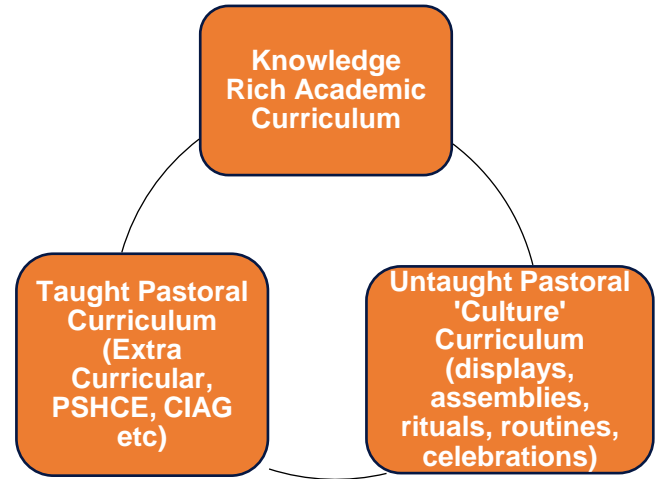 Knowledge
Rich Academic
Curriculum
Taught Pastoral
Curriculum
(Extra
Curricular,
PSHCE, CIAG
etc)
Untaught Pastoral
'Culture'
Curriculum
(displays,
assemblies,
rituals, routines,
celebrations)